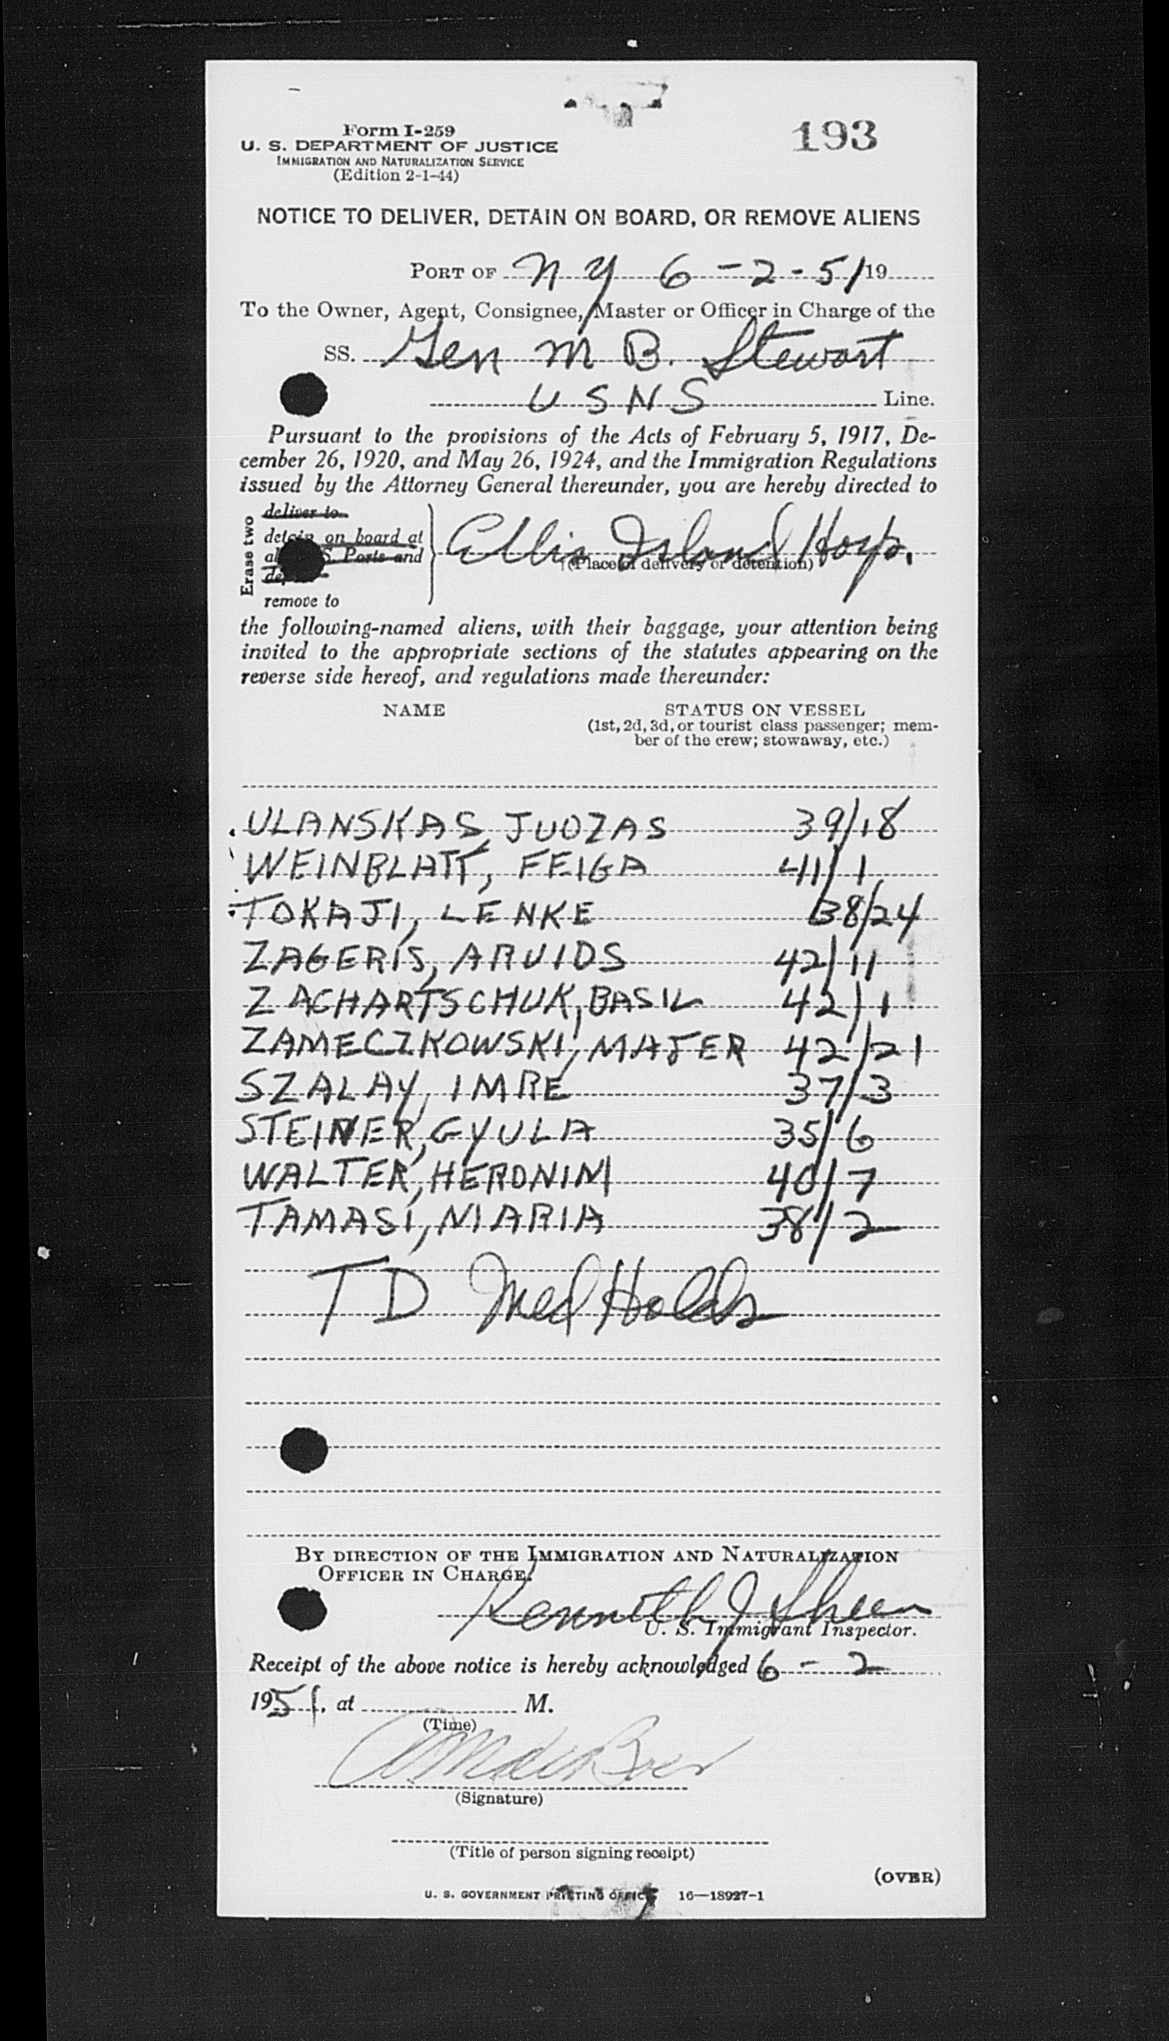 193
Form I-259
U. S. DEPARTMENT OF JUSTICE
IMMIGRATION AND NATURALIZATION SERVICE
(Edition 2-1-44)
NOTICE TO DELIVER, DETAIN ON BOARD, OR REMOVE ALIENS
PORT OF N Y 6-2-51 19
To the Owner, Agent, Consignee, Master or Officer in Charge of the
SS. Gen M B. Stewart
U S N S Line.
Pursuant to the provisions of the Acts of February 5, 1917, De-
cember 26, 1920, and May 26, 1924, and the Immigration Regulations
issued by the Attorney General thereunder, you are hereby directed to
Erase two
deliver to
detain on board at
S. Ports and
remove to
Ellis Island Hosp.
(Place of delivery or detention)
the following-named aliens, with their baggage, your attention being
invited to the appropriate sections of the statutes appearing on the
reverse side hereof, and regulations made thereunder:
NAME STATUS ON VESSEL
(1st, 2d, 3d, or tourist class passenger; mem-
ber of the crew; stowaway, etc.)
ULANSKAS, JUOZAS 39/18
WEINBLATT, FEIGA 41/1
TOKAJI, LENKE 38/24
ZAGERIS, ARVIDS 42/11
ZACHARTSCHUK, BASIL 42/1
ZAMECZKOWSKI, MAJER 42/21
SZALAY, IMRE 37/3
STEINER, GYULA 35/6
WALTER, HERONIM 40/7
TAMASI, MARIA 38/2
T D Med Holds
BY DIRECTION OF THE IMMIGRATION AND NATURALIZATION
OFFICER IN CHARGE.
Kenneth J Sheen
U. S. Immigrant Inspector.
Receipt of the above notice is hereby acknowledged 6 - 2
1951, at M.
(Time)
(Signature)
(Title of person signing receipt)
(OVER)
U. S. GOVERNMENT PRINTING OFFICE 16—18927-1